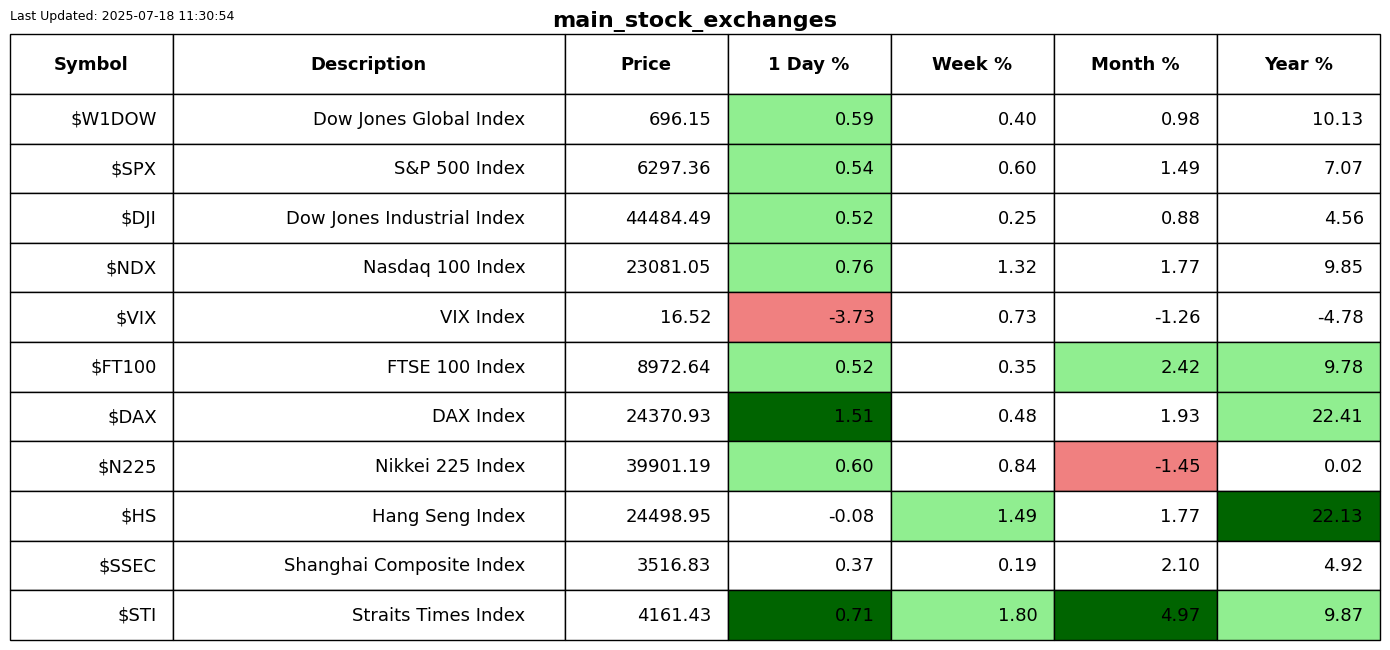 Last Updated: 2025-07-18 11:30:54
main_stock_exchanges
Symbol Description Price 1 Day % Week % Month % Year %
$W1DOW Dow Jones Global Index 696.15 0.59 0.40 0.98 10.13
$SPX S&P 500 Index 6297.36 0.54 0.60 1.49 7.07
$DJI Dow Jones Industrial Index 44484.49 0.52 0.25 0.88 4.56
$NDX Nasdaq 100 Index 23081.05 0.76 1.32 1.77 9.85
$VIX VIX Index 16.52 -3.73 0.73 -1.26 -4.78
$FT100 FTSE 100 Index 8972.64 0.52 0.35 2.42 9.78
$DAX DAX Index 24370.93 1.51 0.48 1.93 22.41
$N225 Nikkei 225 Index 39901.19 0.60 0.84 -1.45 0.02
$HS Hang Seng Index 24498.95 -0.08 1.49 1.77 22.13
$SSEC Shanghai Composite Index 3516.83 0.37 0.19 2.10 4.92
$STI Straits Times Index 4161.43 0.71 1.80 4.97 9.87